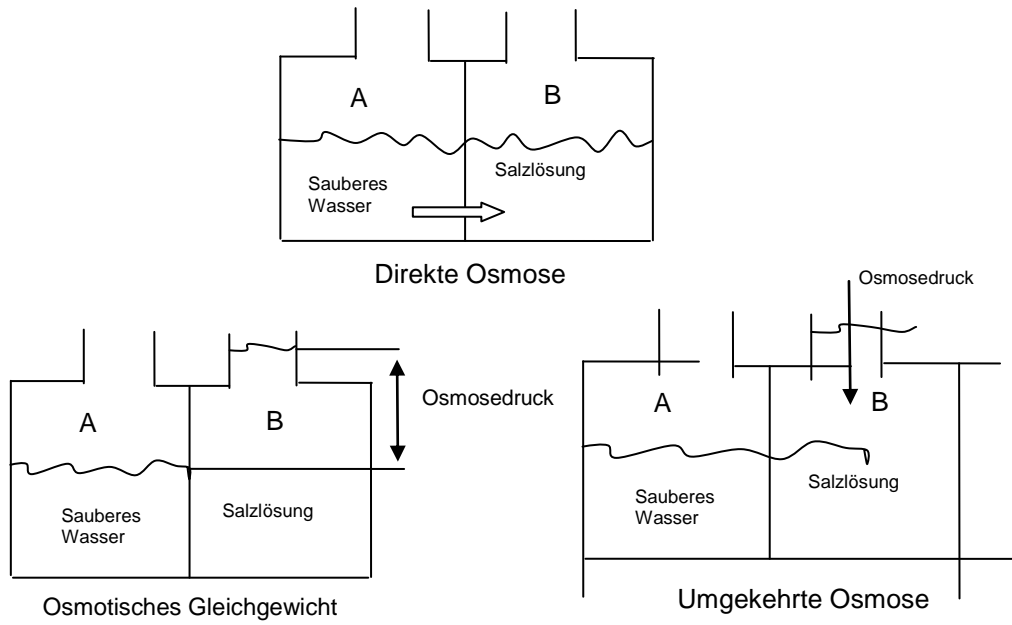 A
B
Sauberes
Wasser
Salzlösung
Direkte Osmose
A
B
Osmosedruck
Sauberes
Wasser
Salzlösung
Osmotisches Gleichgewicht
Osmosedruck
A
B
Sauberes
Wasser
Salzlösung
Umgekehrte Osmose